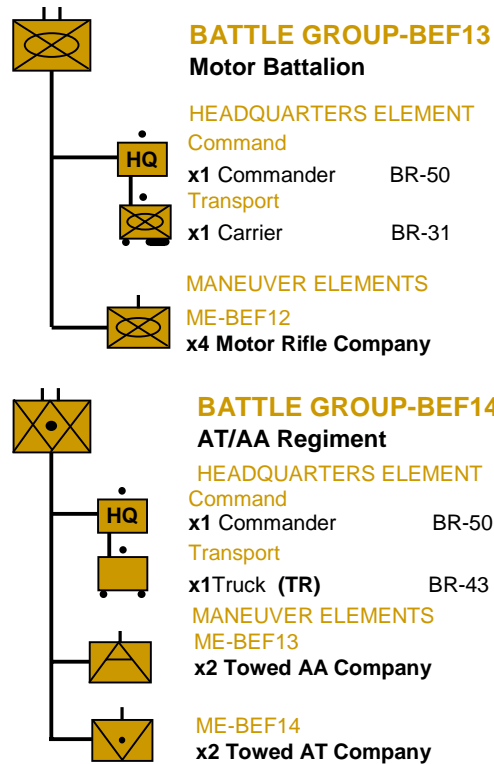 BATTLE GROUP-BEF13
Motor Battalion
HEADQUARTERS ELEMENT
Command
HQ
x1 Commander BR-50
Transport
x1 Carrier BR-31
MANEUVER ELEMENTS
ME-BEF12
x4 Motor Rifle Company
BATTLE GROUP-BEF14
AT/AA Regiment
HEADQUARTERS ELEMENT
Command
HQ
x1 Commander BR-50
Transport
x1Truck (TR) BR-43
MANEUVER ELEMENTS
ME-BEF13
x2 Towed AA Company
ME-BEF14
x2 Towed AT Company